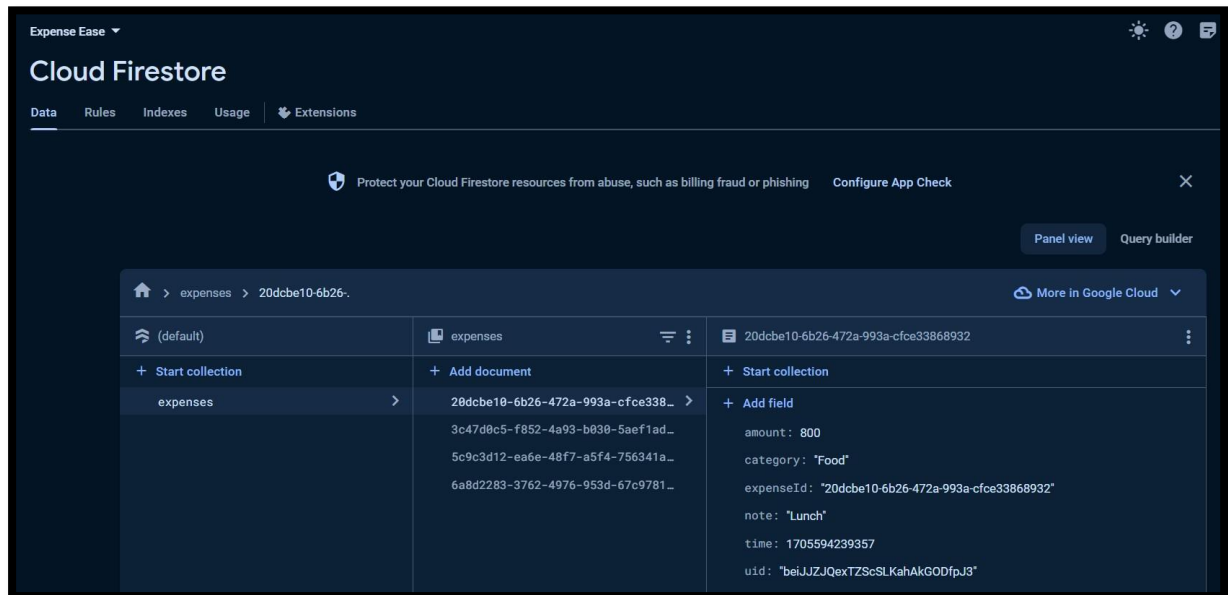 Expense Ease
Cloud Firestore
Data Rules Indexes Usage Extensions
Protect your Cloud Firestore resources from abuse, such as billing fraud or phishing Configure App Check
Panel view Query builder
expenses > 20dcbe10-6b26-.
More in Google Cloud
(default)
expenses
20dcbe10-6b26-472a-993a-cfce33868932
+ Start collection
+ Add document
+ Start collection
expenses
20dcbe10-6b26-472a-993a-cfce338…
3c47d0c5-f852-4a93-b030-5aef1ad…
5c9c3d12-ea6e-48f7-a5f4-756341a…
6a8d2283-3762-4976-953d-67c9781…
+ Add field
amount: 800
category: "Food"
expenseId: "20dcbe10-6b26-472a-993a-cfce33868932"
note: "Lunch"
time: 1705594239357
uid: "beiJJZJQexTZScSLKahAkGODfpJ3"